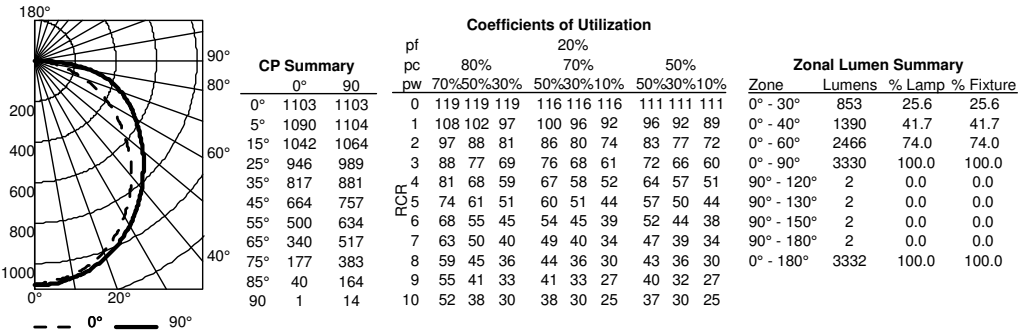 180°
90°
80°
60°
40°
200
400
600
800
1000
0° 20°
0° 90°
CP Summary
0° 90
0° 1103 1103
5° 1090 1104
15° 1042 1064
25° 946 989
35° 817 881
45° 664 757
55° 500 634
65° 340 517
75° 177 383
85° 40 164
90 1 14
Coefficients of Utilization
pf 20%
pc 80% 70% 50%
pw 70%50%30% 50%30%10% 50%30%10%
RCR
0 119 119 119 116 116 116 111 111 111
1 108 102 97 100 96 92 96 92 89
2 97 88 81 86 80 74 83 77 72
3 88 77 69 76 68 61 72 66 60
4 81 68 59 67 58 52 64 57 51
5 74 61 51 60 51 44 57 50 44
6 68 55 45 54 45 39 52 44 38
7 63 50 40 49 40 34 47 39 34
8 59 45 36 44 36 30 43 36 30
9 55 41 33 41 33 27 40 32 27
10 52 38 30 38 30 25 37 30 25
Zonal Lumen Summary
Zone Lumens % Lamp % Fixture
0° - 30° 853 25.6 25.6
0° - 40° 1390 41.7 41.7
0° - 60° 2466 74.0 74.0
0° - 90° 3330 100.0 100.0
90° - 120° 2 0.0 0.0
90° - 130° 2 0.0 0.0
90° - 150° 2 0.0 0.0
90° - 180° 2 0.0 0.0
0° - 180° 3332 100.0 100.0